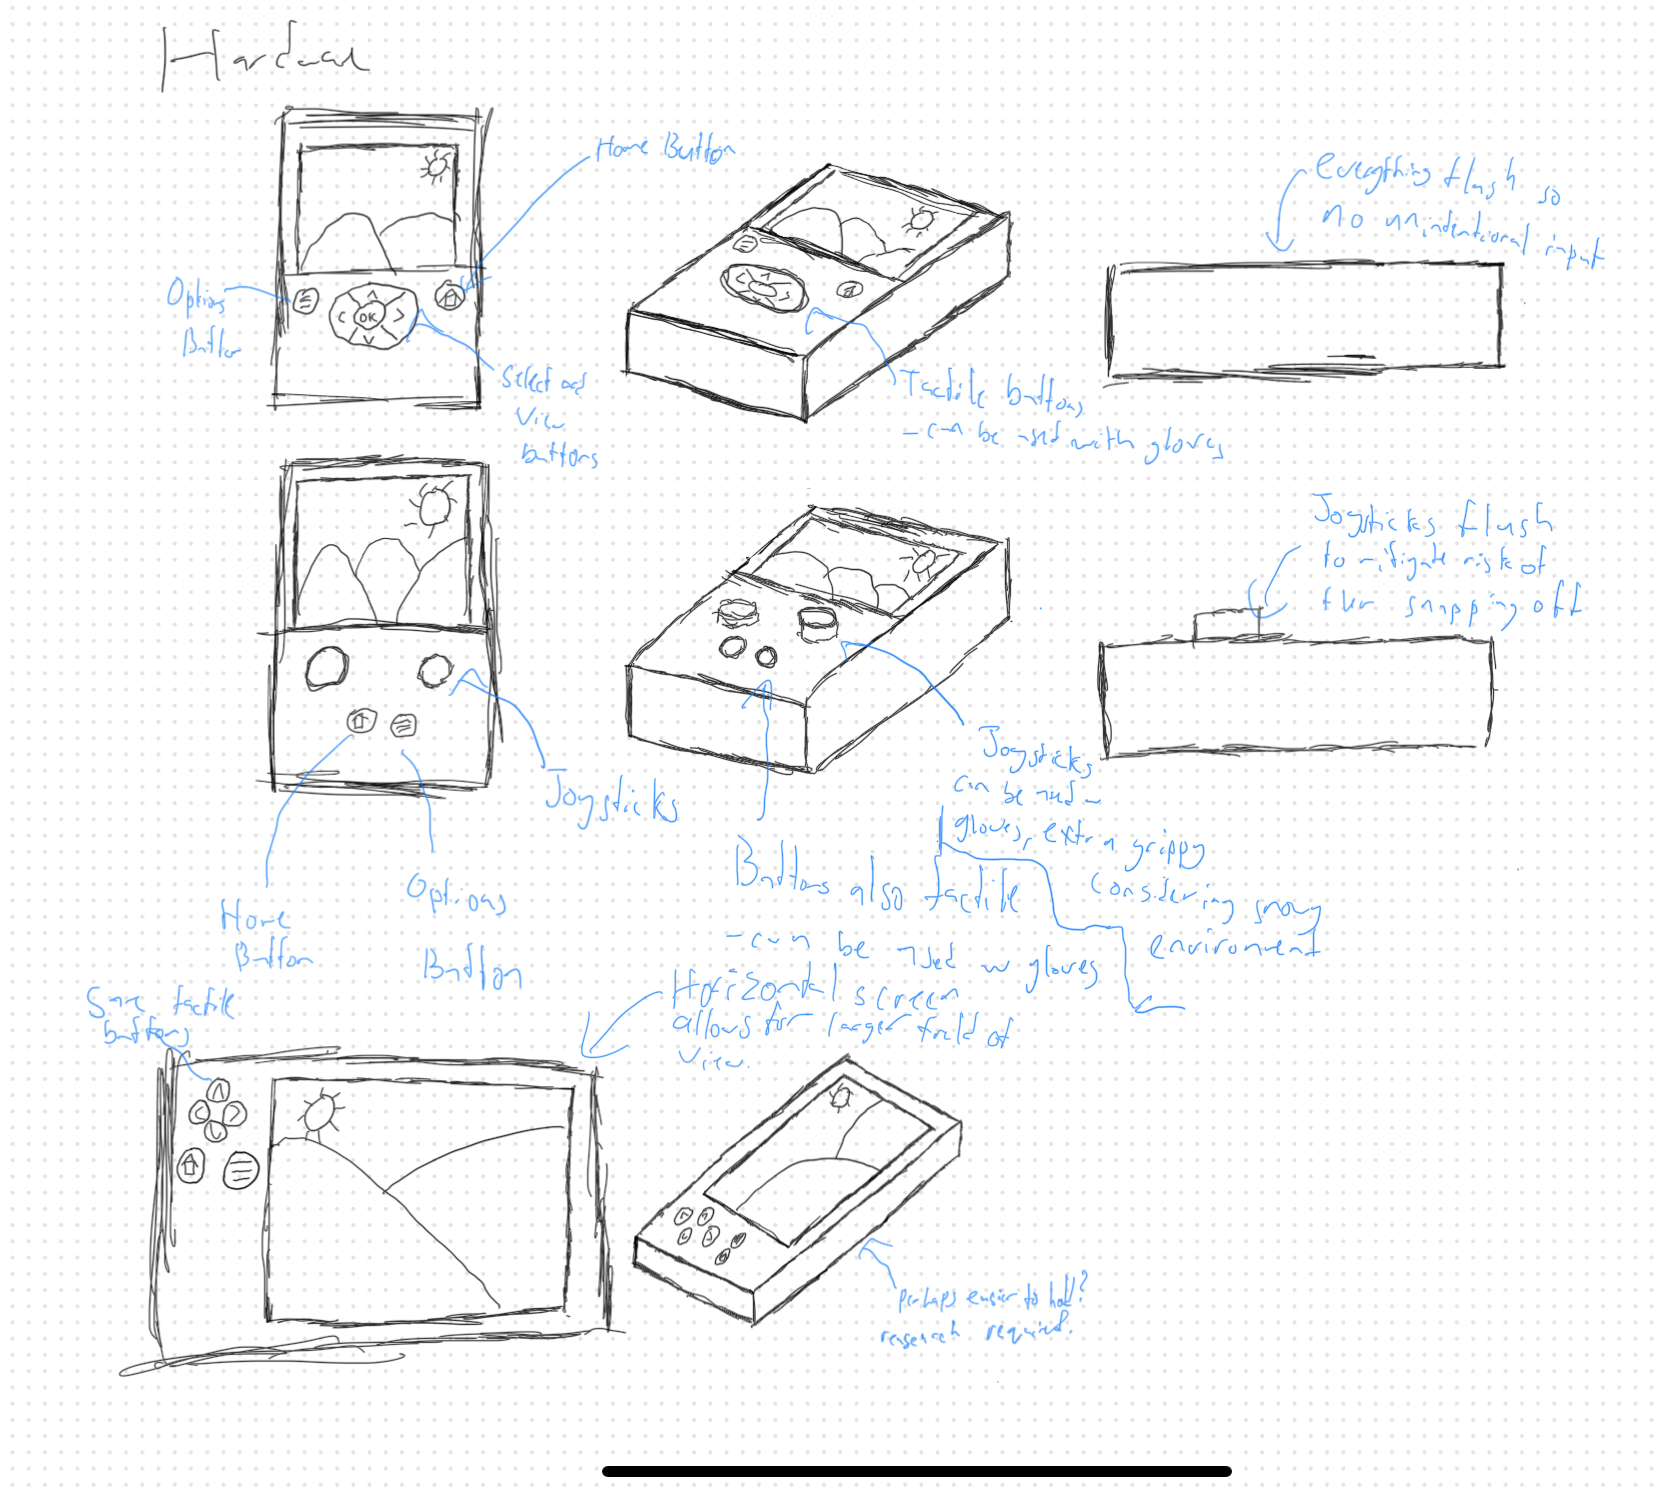 Hardware
Home Button
everything flush so
no unindentional input
Options
Button
OK
Select and
view
buttons
Tactile buttons
- can be used with gloves
Joysticks flush
to mitigate risk of
snapping off
Joysticks
can be used w
gloves, extra grippy
considering snowy
environment
Joysticks
Buttons also tactile
- can be used w gloves
Home
Button
Options
Button
Same tactile
buttons
Horizontal screen
allows for larger field of
view.
perhaps easier to hold?
research required.